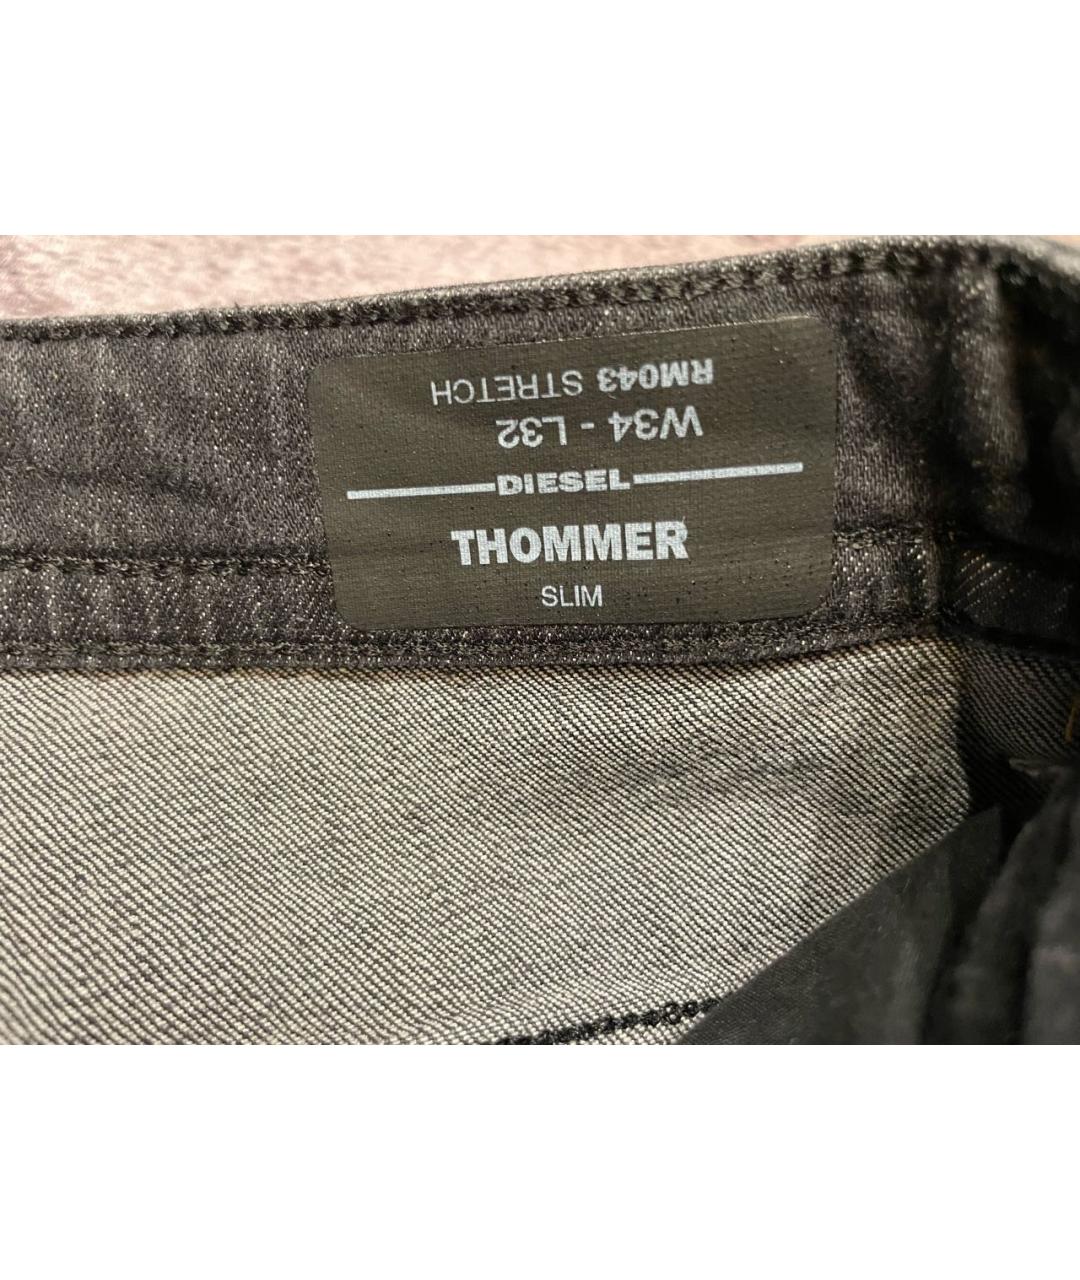 RM043 STRETCH
W34 - L32
DIESEL
THOMMER
SLIM